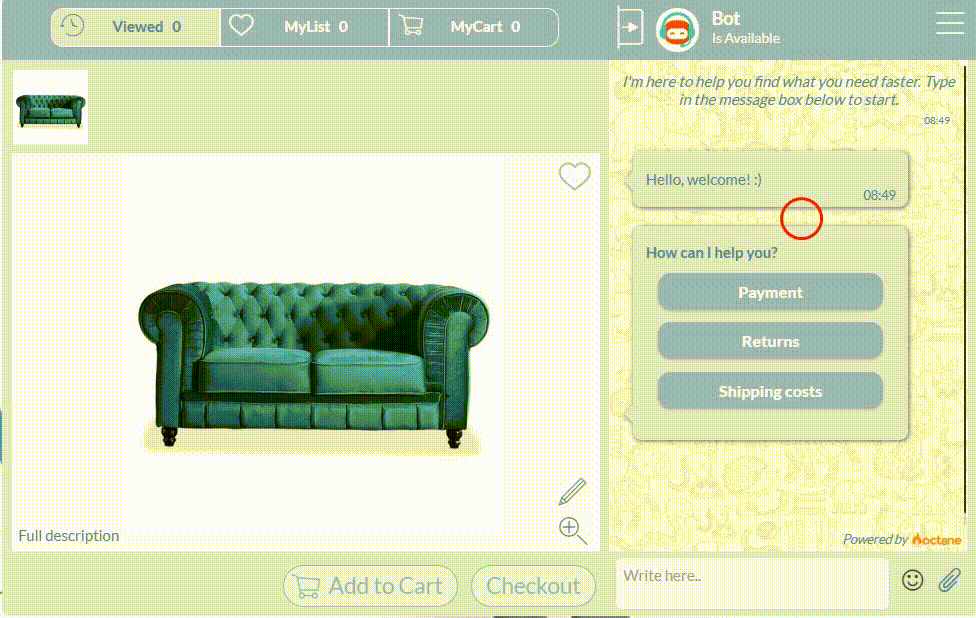 Viewed 0
MyList 0
MyCart 0
Bot
Is Available
I'm here to help you find what you need faster. Type
in the message box below to start.
08:49
Hello, welcome! :)
08:49
How can I help you?
Payment
Returns
Shipping costs
Full description
Powered by octane
Add to Cart
Checkout
Write here..